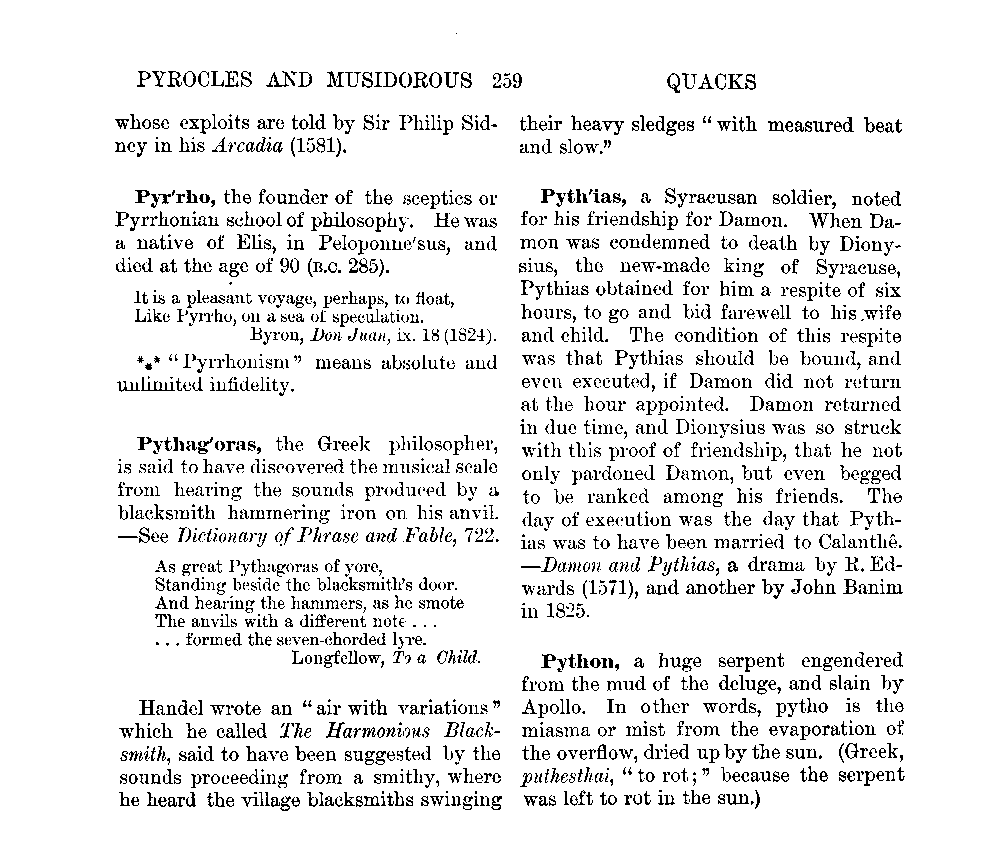 PYROCLES AND MUSIDOROUS 259 QUACKS
whose exploits are told by Sir Philip Sid-
ney in his Arcadia (1581).
Pyr'rho, the founder of the sceptics or
Pyrrhonian school of philosophy. He was
a native of Elis, in Peloponne'sus, and
died at the age of 90 (B.C. 285).
It is a pleasant voyage, perhaps, to float,
Like Pyrrho, on a sea of speculation.
Byron, Don Juan, ix. 18 (1824).
*⁎* “Pyrrhonism” means absolute and
unlimited infidelity.
Pythag'oras, the Greek philosopher,
is said to have discovered the musical scale
from hearing the sounds produced by a
blacksmith hammering iron on his anvil.
—See Dictionary of Phrase and Fable, 722.
As great Pythagoras of yore,
Standing beside the blacksmith's door.
And hearing the hammers, as he smote
The anvils with a different note . . .
. . . formed the seven-chorded lyre.
Longfellow, To a Child.
Handel wrote an “air with variations”
which he called The Harmonious Black-
smith, said to have been suggested by the
sounds proceeding from a smithy, where
he heard the village blacksmiths swinging
their heavy sledges “with measured beat
and slow.”
Pyth'ias, a Syracusan soldier, noted
for his friendship for Damon. When Da-
mon was condemned to death by Diony-
sius, the new-made king of Syracuse,
Pythias obtained for him a respite of six
hours, to go and bid farewell to his wife
and child. The condition of this respite
was that Pythias should be bound, and
even executed, if Damon did not return
at the hour appointed. Damon returned
in due time, and Dionysius was so struck
with this proof of friendship, that he not
only pardoned Damon, but even begged
to be ranked among his friends. The
day of execution was the day that Pyth-
ias was to have been married to Calanthê.
—Damon and Pythias, a drama by R. Ed-
wards (1571), and another by John Banim
in 1825.
Python, a huge serpent engendered
from the mud of the deluge, and slain by
Apollo. In other words, pytho is the
miasma or mist from the evaporation of
the overflow, dried up by the sun. (Greek,
puthesthai, “to rot;” because the serpent
was left to rot in the sun.)